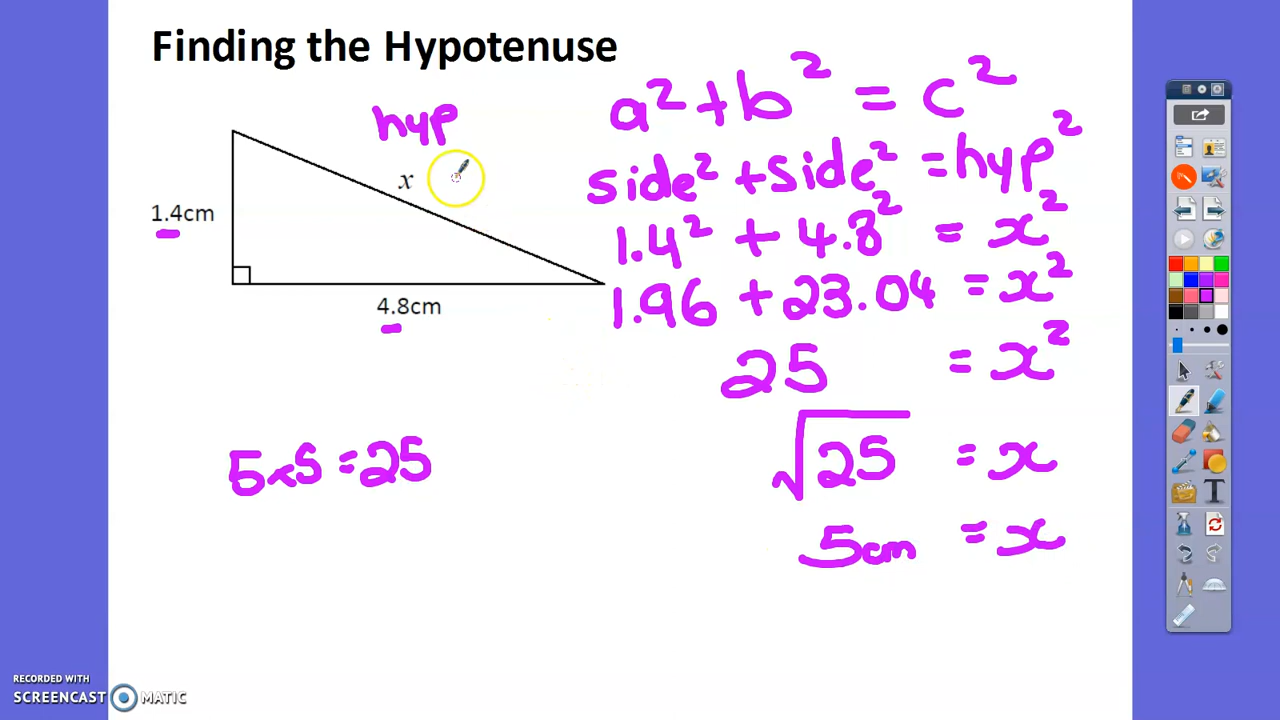 Finding the Hypotenuse
a² + b² = c²
hyp
side² + side² = hyp²
x
1.4cm
1.4² + 4.8² = x²
1.96 + 23.04 = x²
4.8cm
25 = x²
√25 = x
5x5 = 25
5cm = x
RECORDED WITH
SCREENCAST MATIC
T